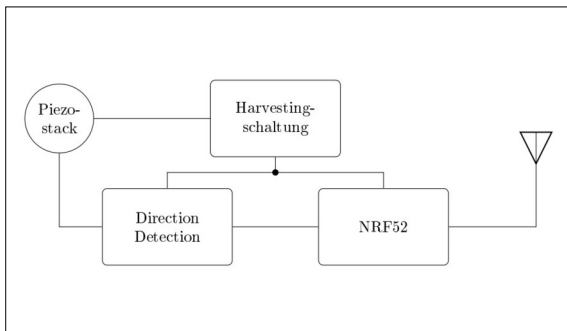 Piezo-
stack
Harvesting-
schaltung
Direction
Detection
NRF52